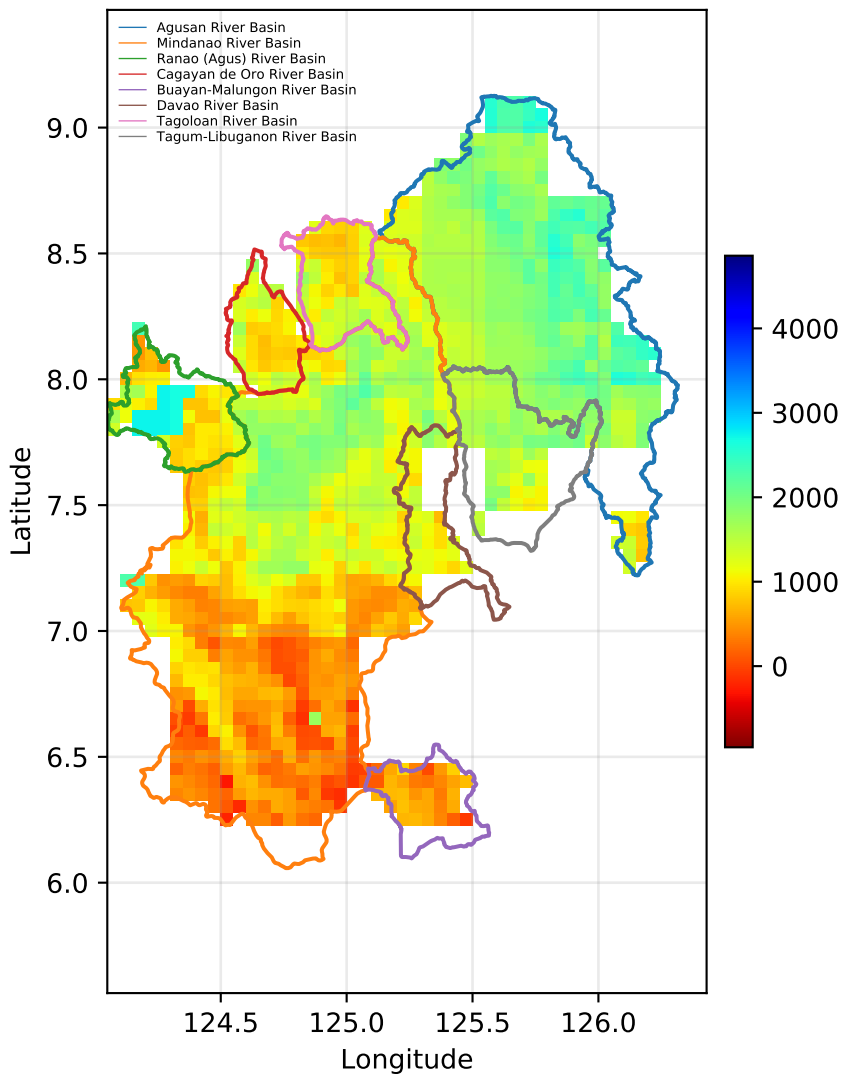 Agusan River Basin
Mindanao River Basin
Ranao (Agus) River Basin
Cagayan de Oro River Basin
Buayan-Malungon River Basin
Davao River Basin
Tagoloan River Basin
Tagum-Libuganon River Basin
9.0
8.5
8.0
7.5
7.0
6.5
6.0
Latitude
124.5 125.0 125.5 126.0
Longitude
4000
3000
2000
1000
0